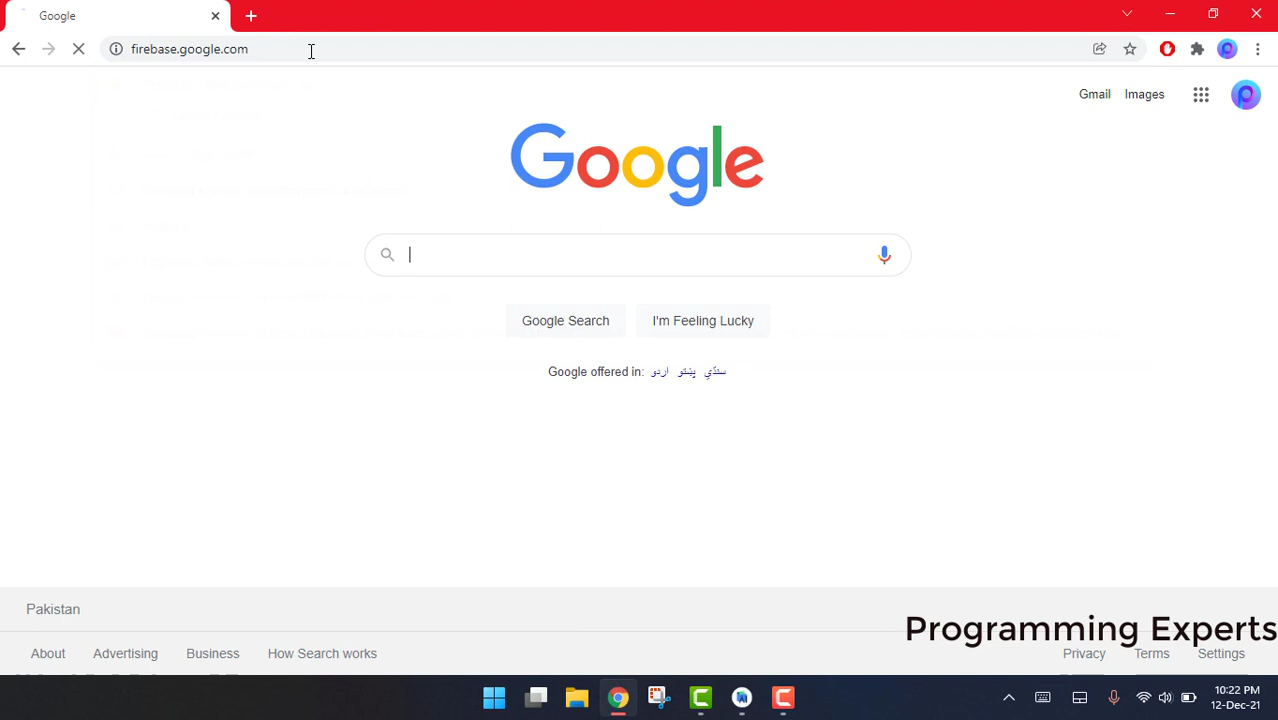 Google
firebase.google.com
Gmail Images
Google
Google Search I'm Feeling Lucky
Google offered in: اردو پښتو سنڌي
Pakistan
Programming Experts
About Advertising Business How Search works Privacy Terms Settings
10:22 PM
12-Dec-21